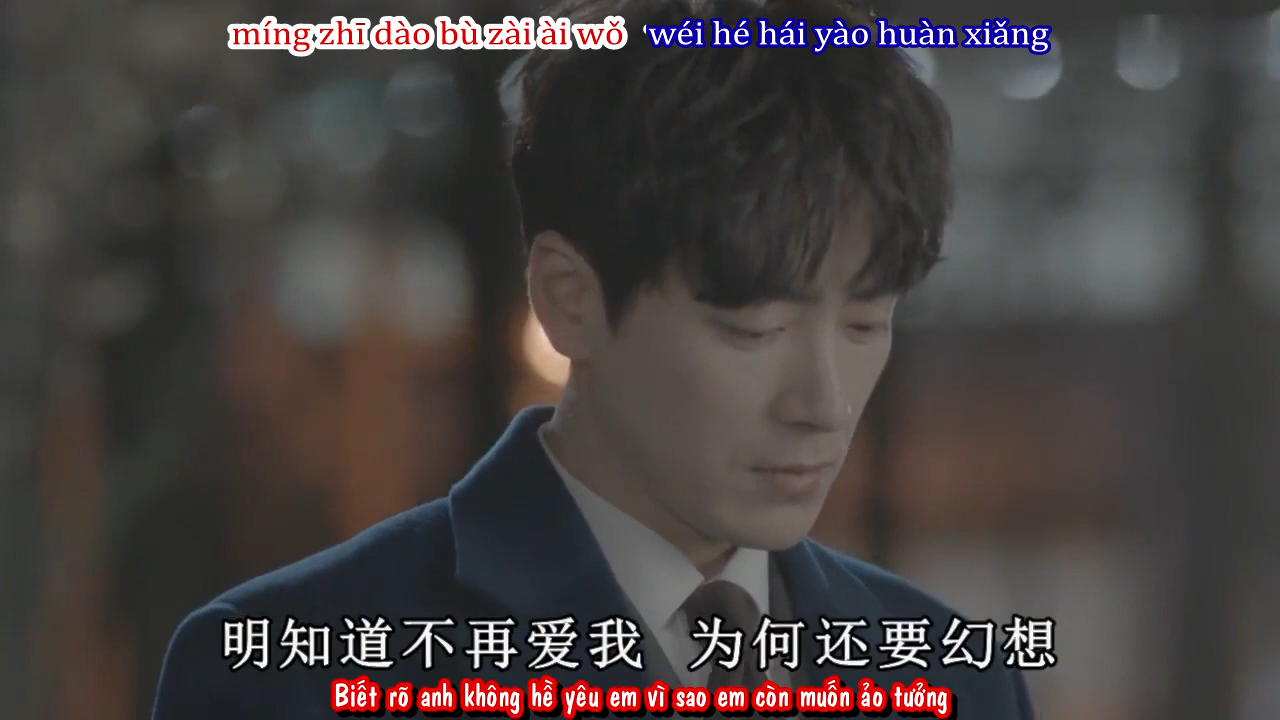 míng zhī dào bù zài ài wǒ wéi hé hái yào huàn xiǎng
明知道不再爱我 为何还要幻想
Biết rõ anh không hề yêu em vì sao em còn muốn ảo tưởng